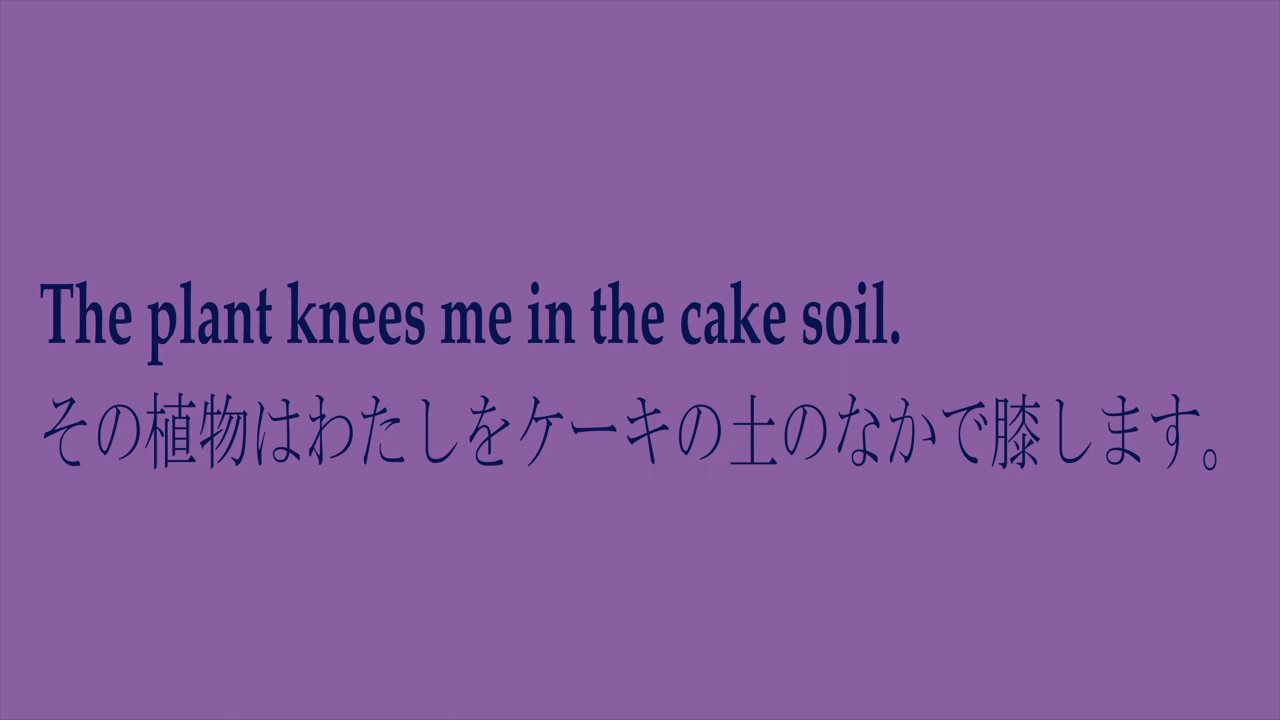 The plant knees me in the cake soil.
その植物はわたしをケーキの土のなかで膝します。